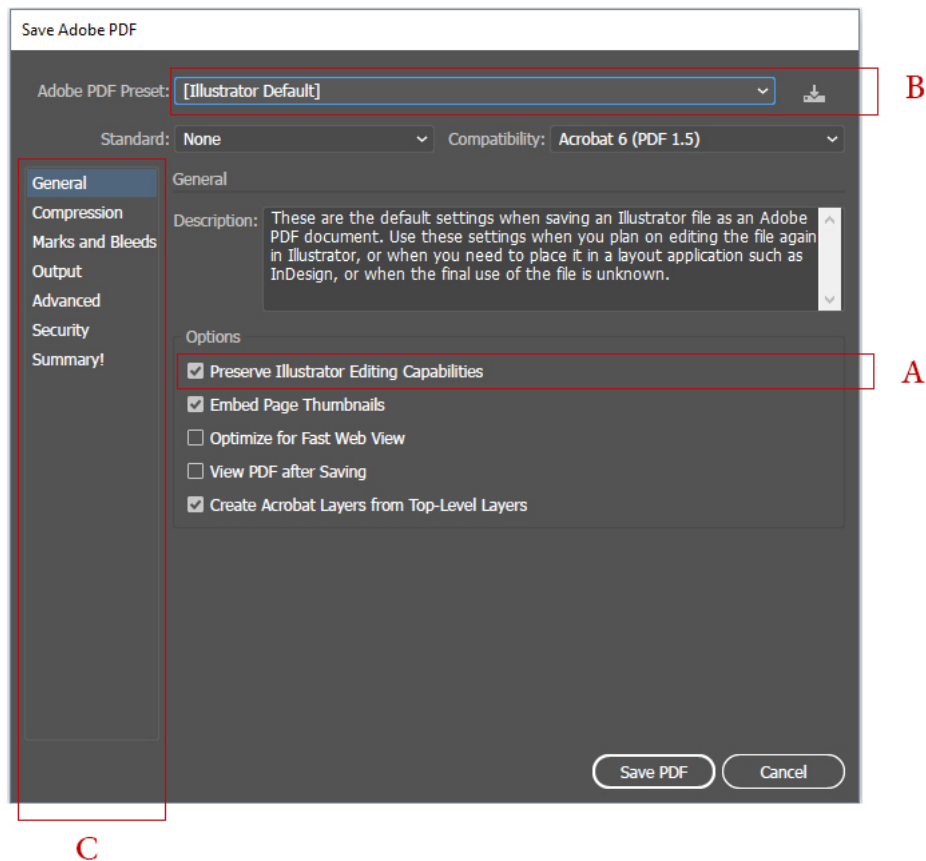 Save Adobe PDF
Adobe PDF Preset: [Illustrator Default]
B
Standard: None Compatibility: Acrobat 6 (PDF 1.5)
General
Compression
Marks and Bleeds
Output
Advanced
Security
Summary!
General
Description: These are the default settings when saving an Illustrator file as an Adobe
PDF document. Use these settings when you plan on editing the file again
in Illustrator, or when you need to place it in a layout application such as
InDesign, or when the final use of the file is unknown.
Options
Preserve Illustrator Editing Capabilities
A
Embed Page Thumbnails
Optimize for Fast Web View
View PDF after Saving
Create Acrobat Layers from Top-Level Layers
Save PDF Cancel
C